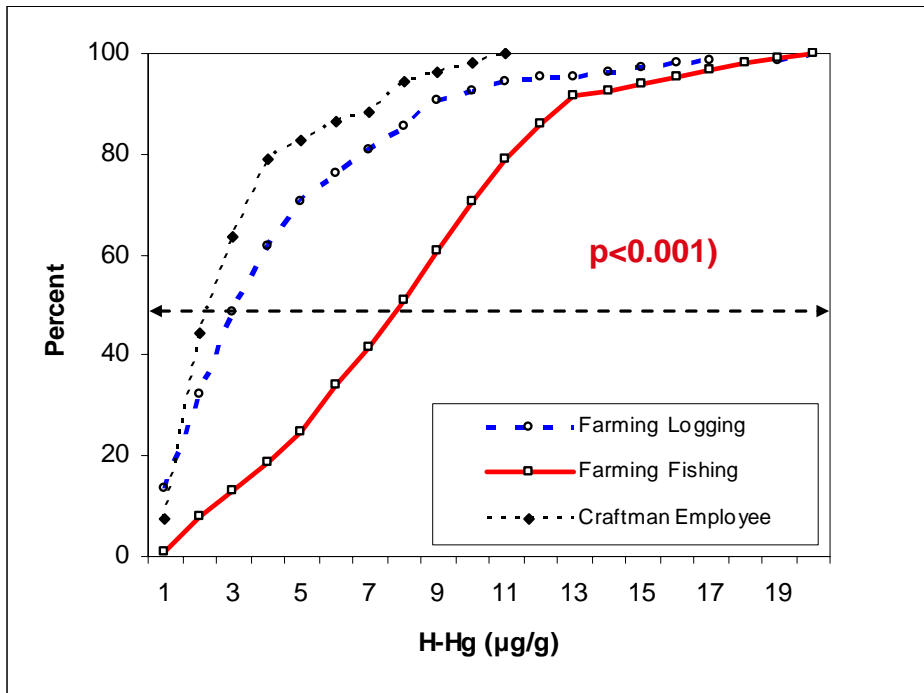 100
80
60
40
20
0
Percent
p<0.001)
Farming Logging
Farming Fishing
Craftman Employee
1 3 5 7 9 11 13 15 17 19
H-Hg (µg/g)